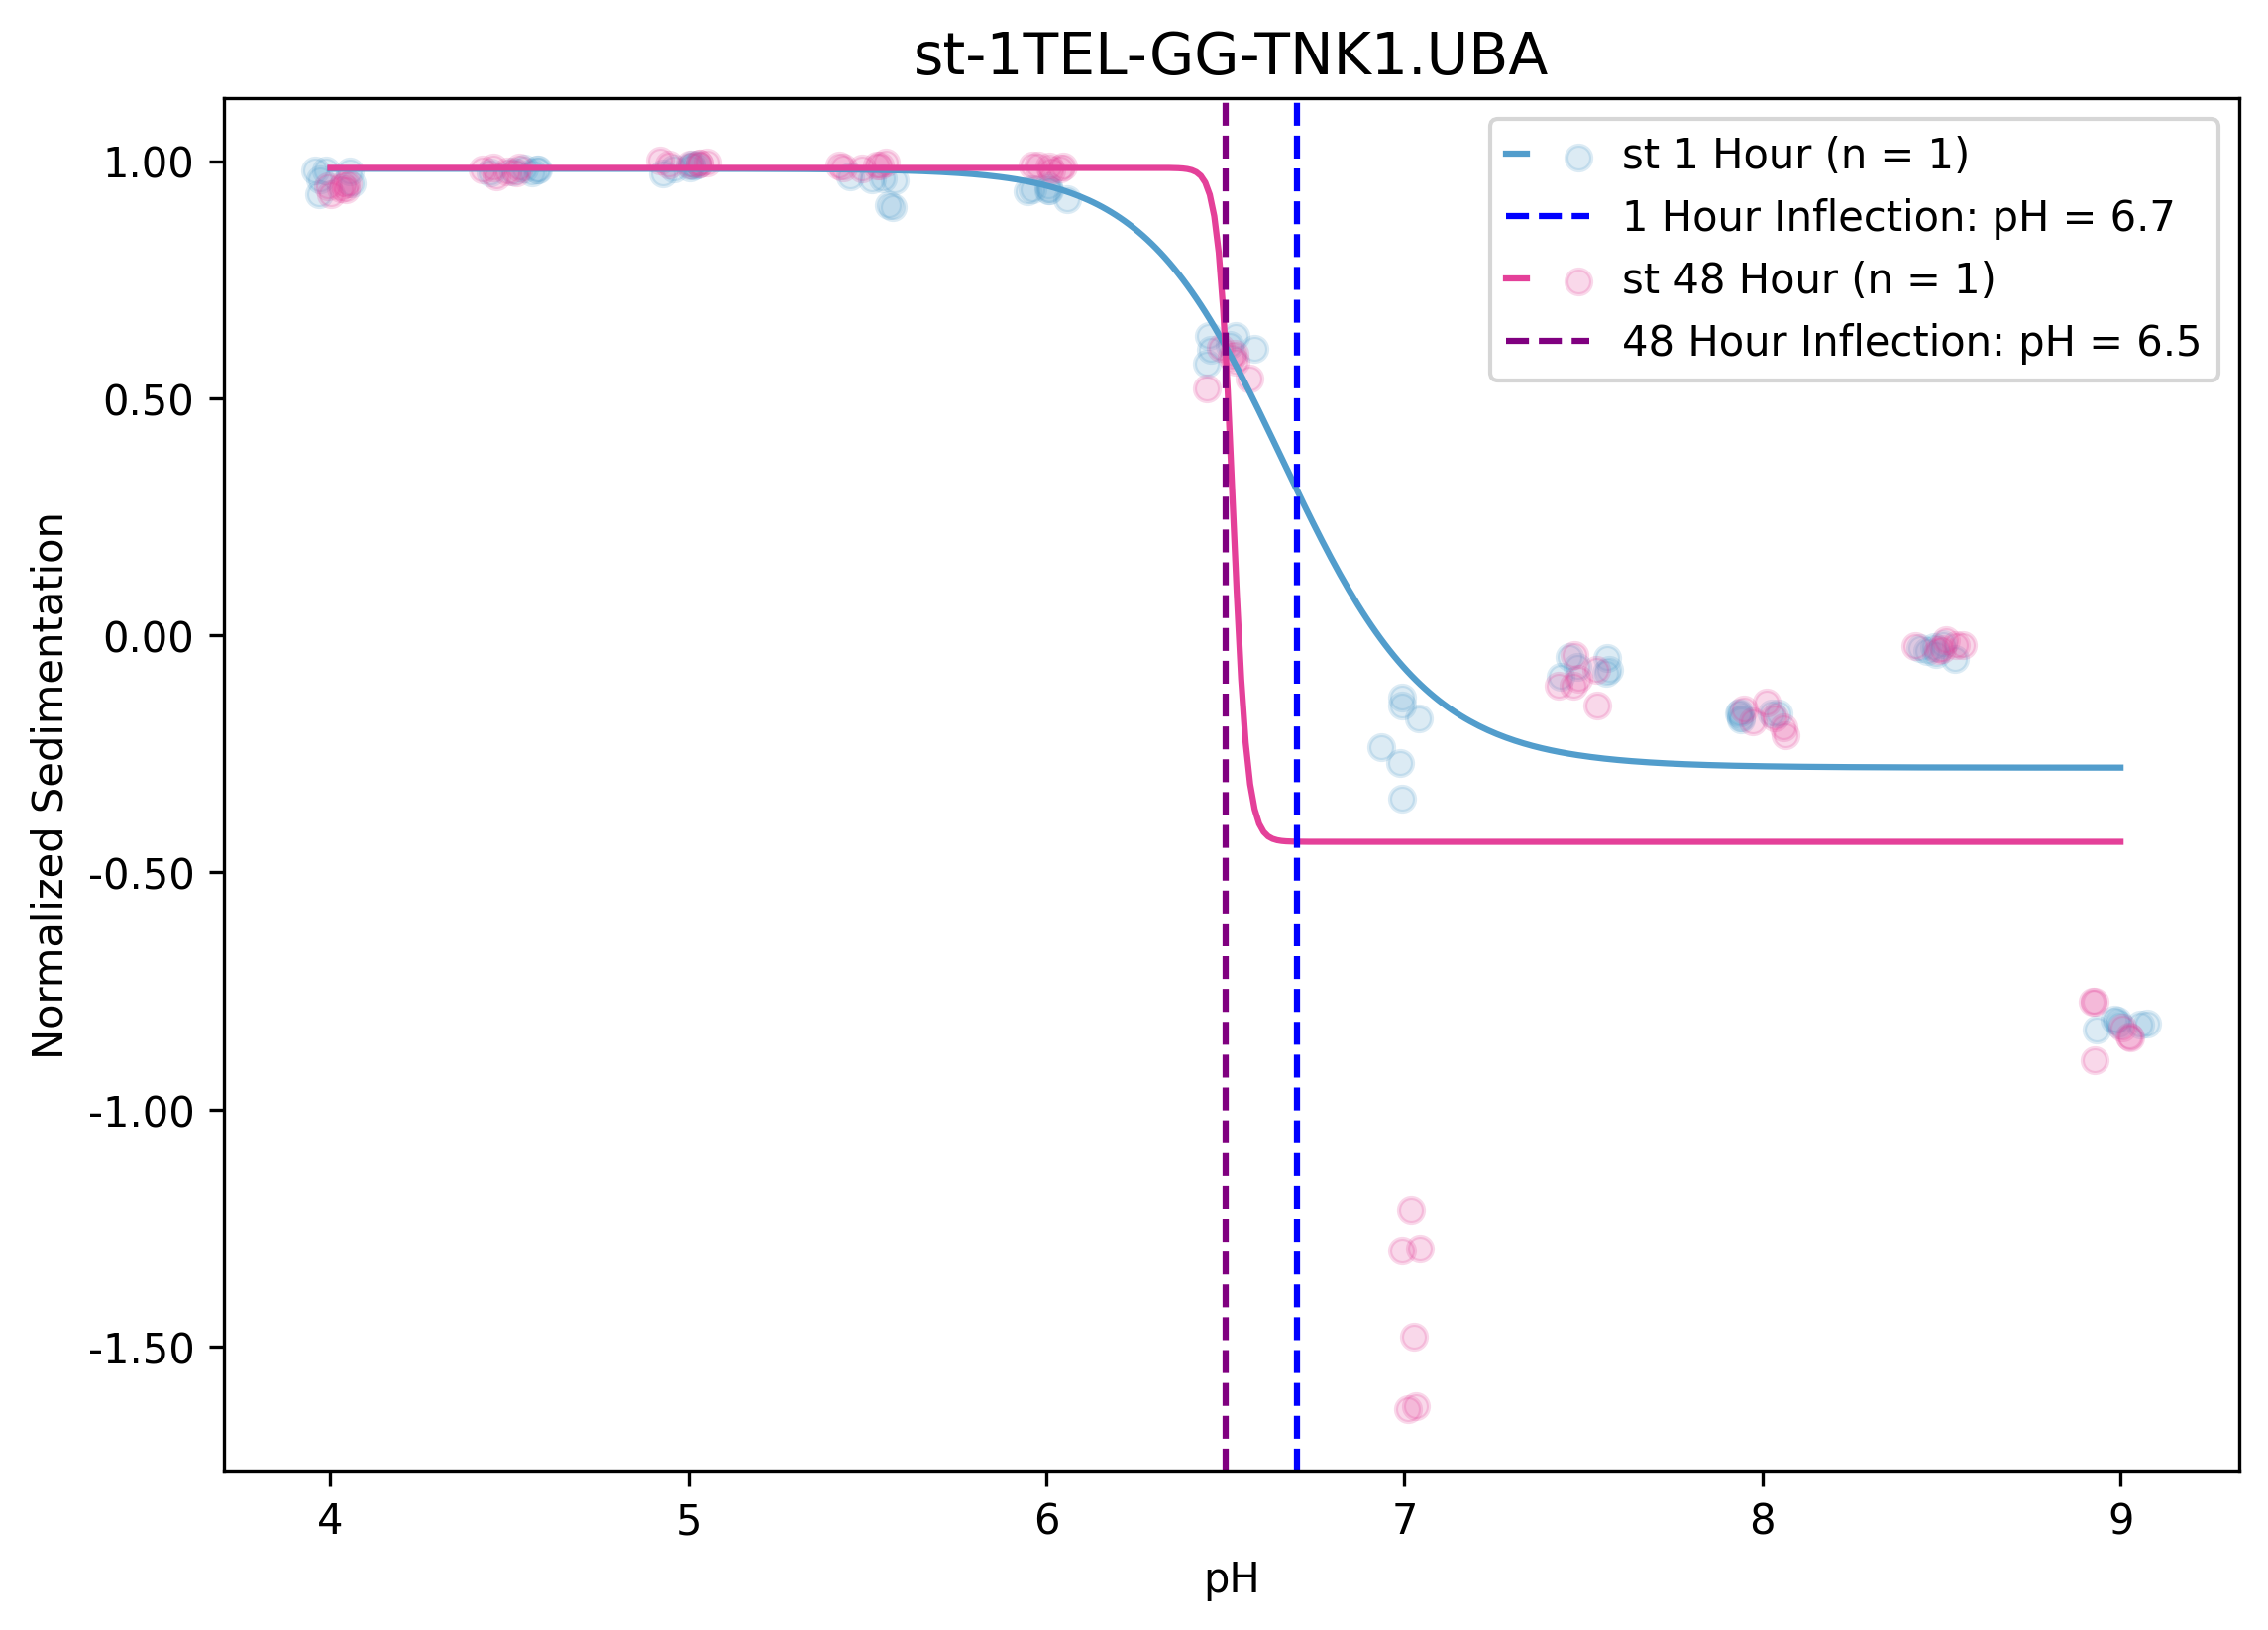 st-1TEL-GG-TNK1.UBA
st 1 Hour (n = 1)
1 Hour Inflection: pH = 6.7
st 48 Hour (n = 1)
48 Hour Inflection: pH = 6.5
Normalized Sedimentation
1.00
0.50
0.00
-0.50
-1.00
-1.50
4 5 6 7 8 9
pH